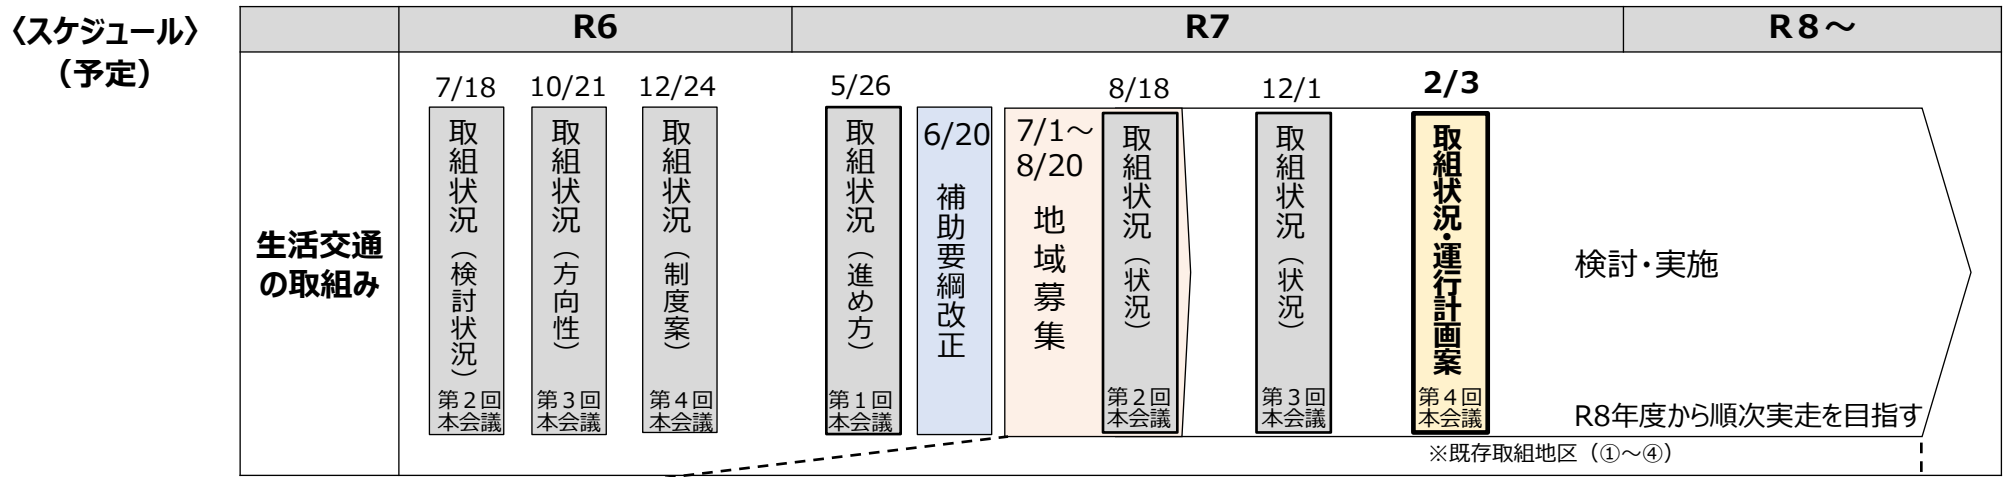 〈スケジュール〉
（予定）
R6
R7
R８～
生活交通
の取組み
7/18
取組状況（検討状況）
第２回
本会議
10/21
取組状況（方向性）
第３回
本会議
12/24
取組状況（制度案）
第４回
本会議
5/26
取組状況（進め方）
第１回
本会議
6/20
補助要綱改正
7/1～
8/20
地域募集
8/18
取組状況（状況）
第２回
本会議
12/1
取組状況（状況）
第３回
本会議
2/3
取組状況・運行計画案
第４回
本会議
検討・実施
R8年度から順次実走を目指す
※既存取組地区（①～④）